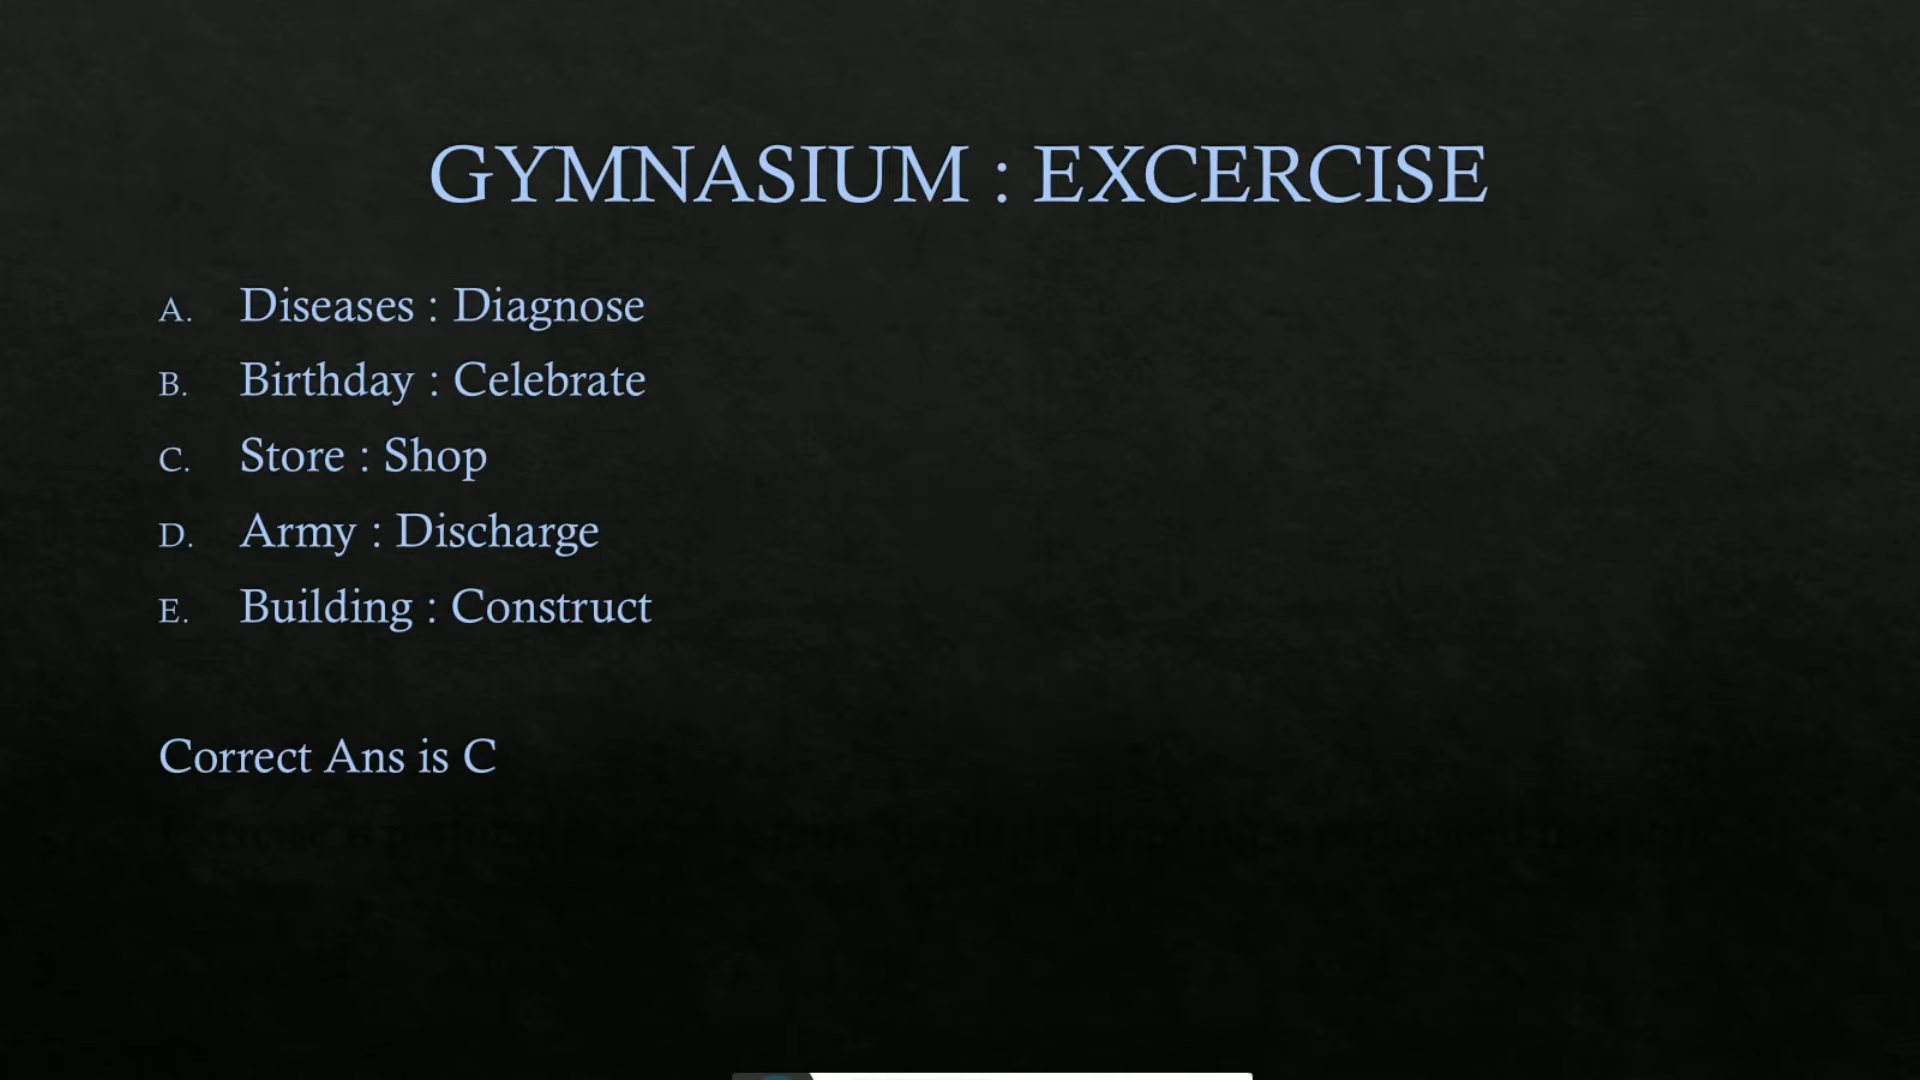 GYMNASIUM : EXCERCISE
A. Diseases : Diagnose
B. Birthday : Celebrate
C. Store : Shop
D. Army : Discharge
E. Building : Construct
Correct Ans is C